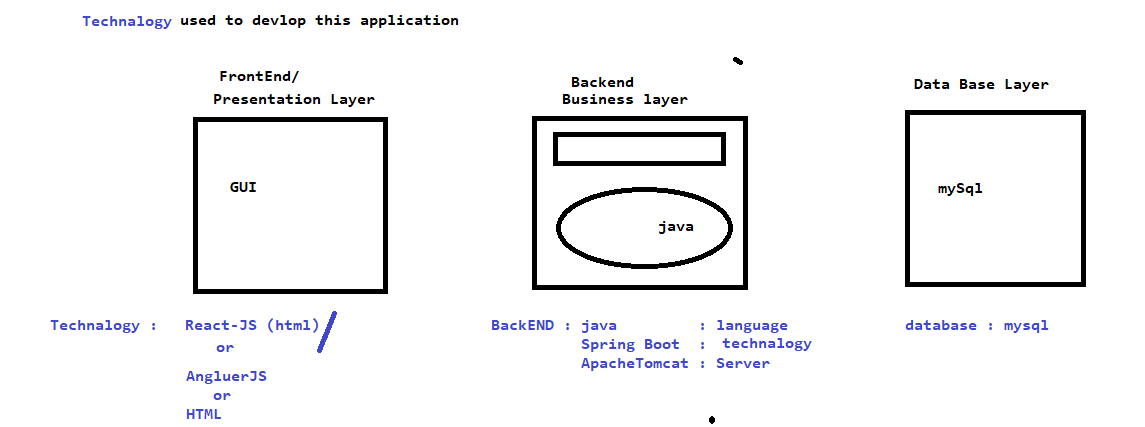 Technalogy used to devlop this application
FrontEnd/
Presentation Layer
GUI
Technalogy : React-JS (html)
or
AngluerJS
or
HTML
Backend
Business layer
java
BackEND : java : language
Spring Boot : technalogy
ApacheTomcat : Server
Data Base Layer
mySql
database : mysql